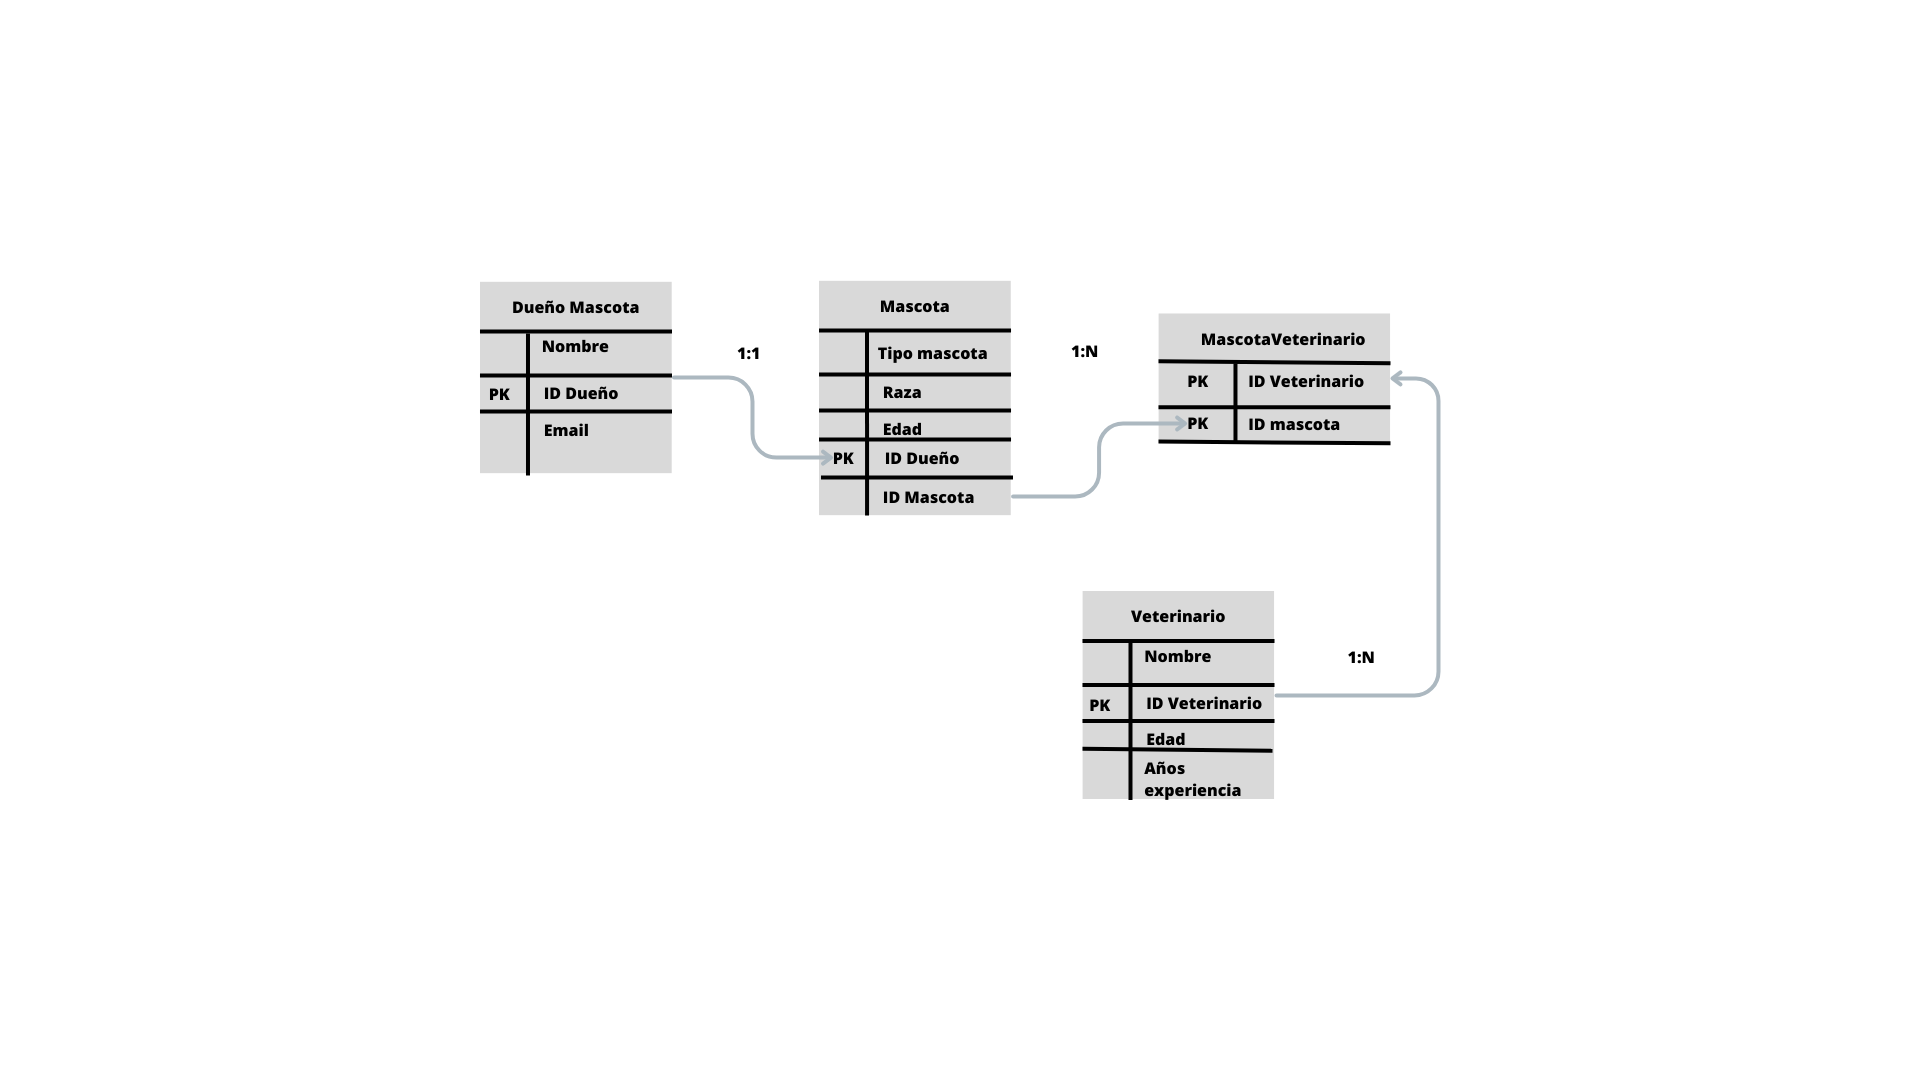 Dueño Mascota
Nombre
PK ID Dueño
Email
1:1
Mascota
Tipo mascota
Raza
Edad
PK ID Dueño
ID Mascota
1:N
MascotaVeterinario
PK ID Veterinario
PK ID mascota
Veterinario
Nombre
PK ID Veterinario
Edad
Años
experiencia
1:N